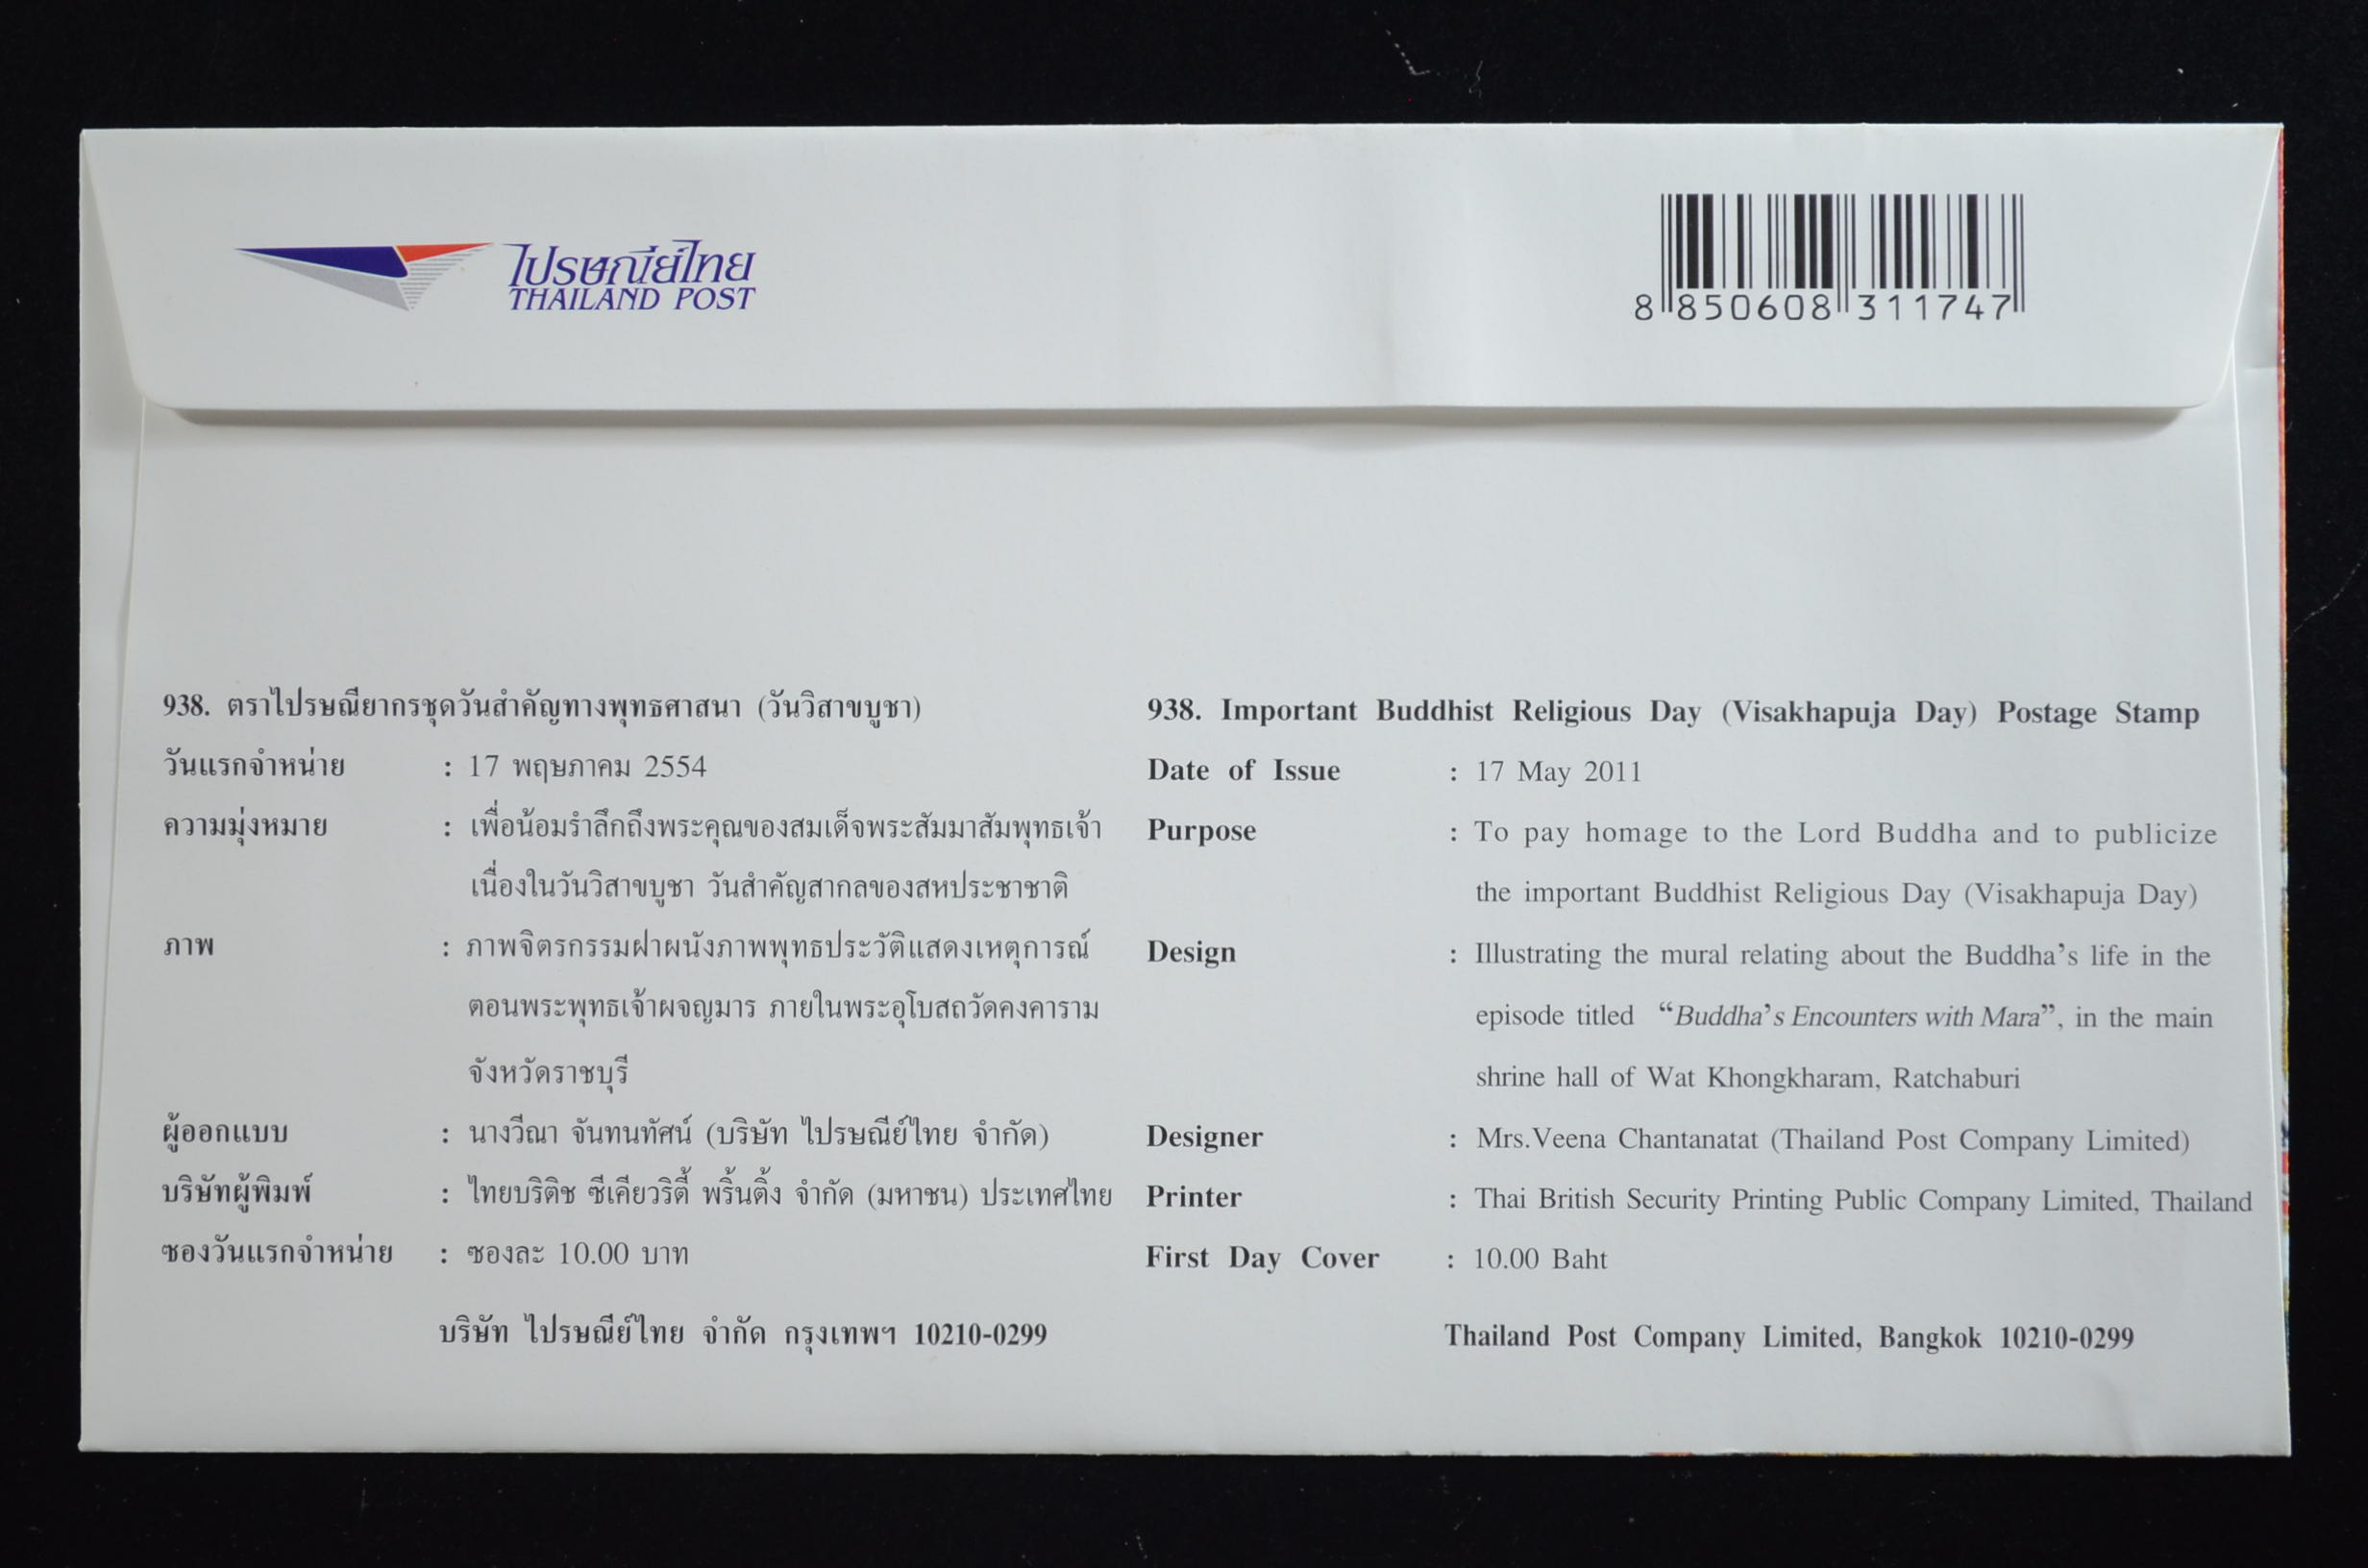 ไปรษณีย์ไทย
THAILAND POST
8 850608 311747
938. ตราไปรษณียากรชุดวันสำคัญทางพุทธศาสนา (วันวิสาขบูชา)
วันแรกจำหน่าย : 17 พฤษภาคม 2554
ความมุ่งหมาย : เพื่อน้อมรำลึกถึงพระคุณของสมเด็จพระสัมมาสัมพุทธเจ้า
เนื่องในวันวิสาขบูชา วันสำคัญสากลของสหประชาชาติ
ภาพ : ภาพจิตรกรรมฝาผนังภาพพุทธประวัติแสดงเหตุการณ์
ตอนพระพุทธเจ้าผจญมาร ภายในพระอุโบสถวัดคงคาราม
จังหวัดราชบุรี
ผู้ออกแบบ : นางวีณา จันทนทัศน์ (บริษัท ไปรษณีย์ไทย จำกัด)
บริษัทผู้พิมพ์ : ไทยบริติช ซีเคียวริตี้ พริ้นติ้ง จำกัด (มหาชน) ประเทศไทย
ซองวันแรกจำหน่าย : ซองละ 10.00 บาท
บริษัท ไปรษณีย์ไทย จำกัด กรุงเทพฯ 10210-0299
938. Important Buddhist Religious Day (Visakhapuja Day) Postage Stamp
Date of Issue : 17 May 2011
Purpose : To pay homage to the Lord Buddha and to publicize
the important Buddhist Religious Day (Visakhapuja Day)
Design : Illustrating the mural relating about the Buddha's life in the
episode titled “Buddha's Encounters with Mara”, in the main
shrine hall of Wat Khongkharam, Ratchaburi
Designer : Mrs.Veena Chantanatat (Thailand Post Company Limited)
Printer : Thai British Security Printing Public Company Limited, Thailand
First Day Cover : 10.00 Baht
Thailand Post Company Limited, Bangkok 10210-0299